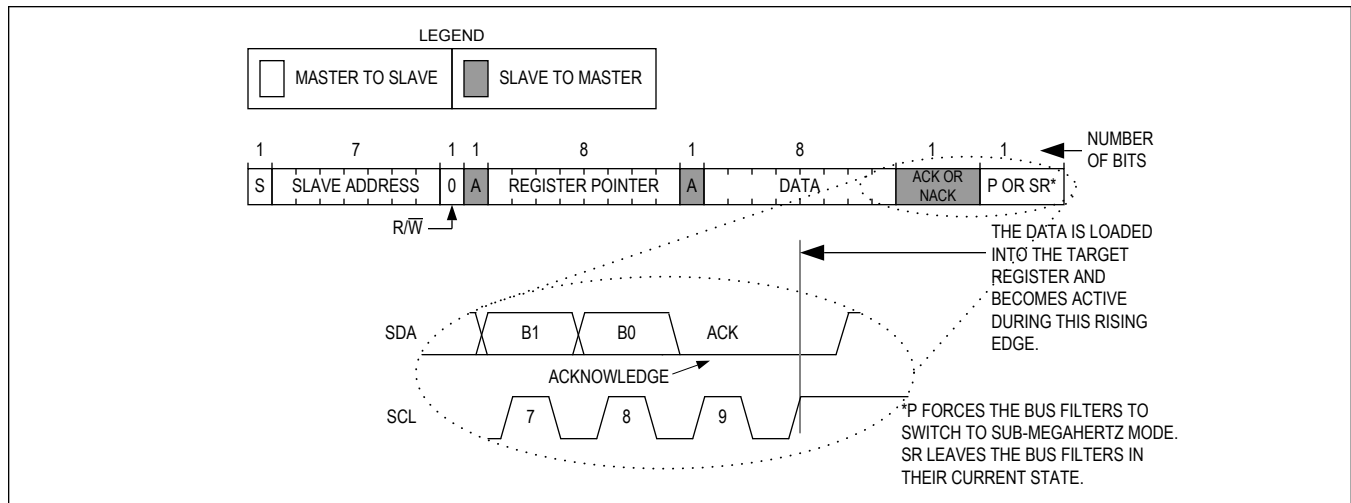 LEGEND
MASTER TO SLAVE
SLAVE TO MASTER
1 7 1 1 8 1 8 1 1
NUMBER
OF BITS
S SLAVE ADDRESS 0 A REGISTER POINTER A DATA ACK OR
NACK P OR SR*
R/W̅
THE DATA IS LOADED
INTO THE TARGET
REGISTER AND
BECOMES ACTIVE
DURING THIS RISING
EDGE.
SDA B1 B0 ACK
ACKNOWLEDGE
SCL 7 8 9
*P FORCES THE BUS FILTERS TO
SWITCH TO SUB-MEGAHERTZ MODE.
SR LEAVES THE BUS FILTERS IN
THEIR CURRENT STATE.